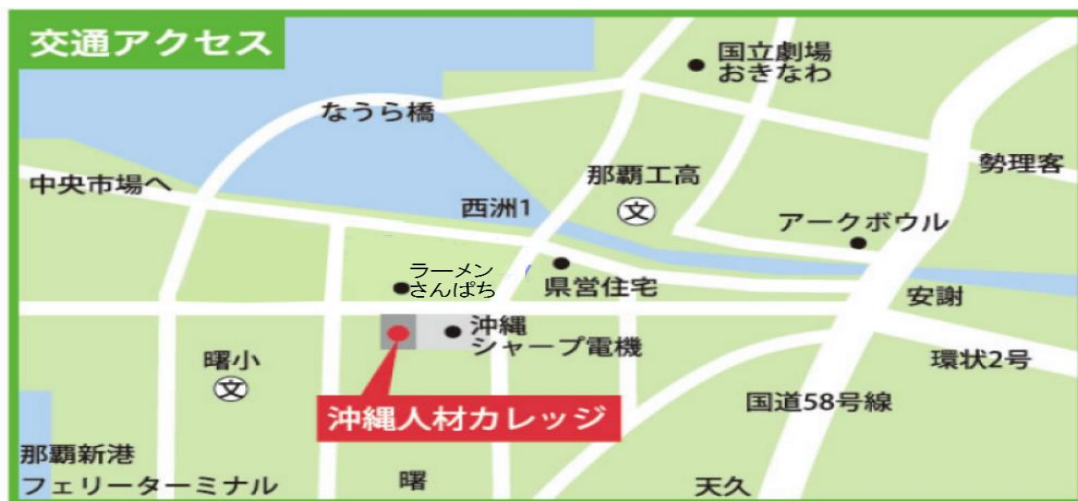 交通アクセス
国立劇場
おきなわ
なうら橋
勢理客
中央市場へ
那覇工高
西洲1
文
アークボウル
ラーメン
さんぱち
県営住宅
安謝
沖縄
シャープ電機
曙小
文
環状2号
沖縄人材カレッジ
国道58号線
那覇新港
フェリーターミナル
曙
天久